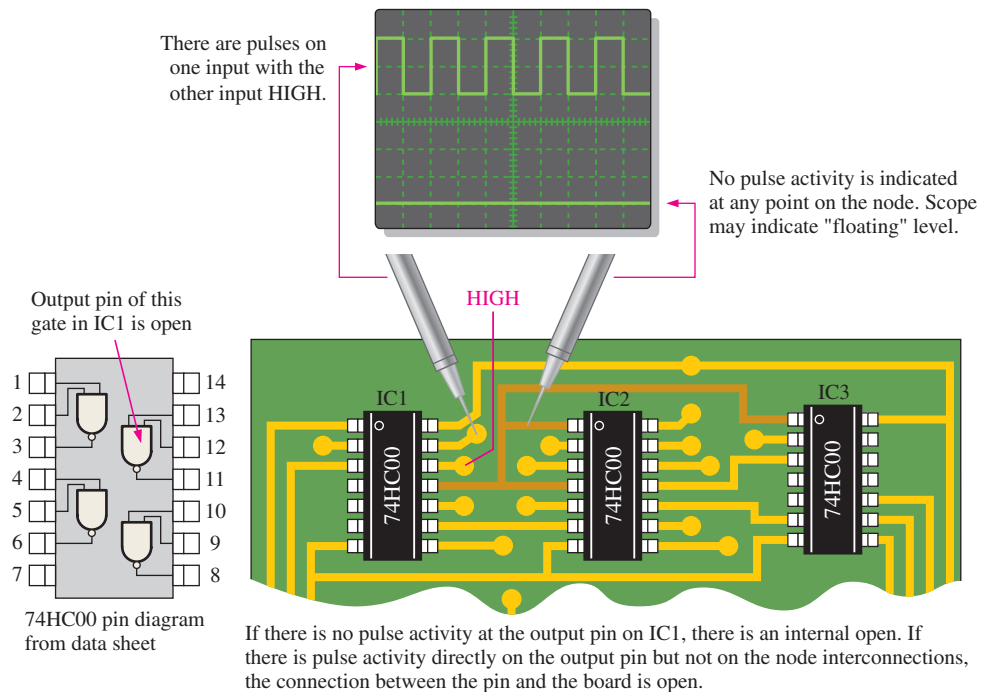 There are pulses on
one input with the
other input HIGH.
No pulse activity is indicated
at any point on the node. Scope
may indicate "floating" level.
HIGH
Output pin of this
gate in IC1 is open
1
2
3
4
5
6
7
14
13
12
11
10
9
8
74HC00 pin diagram
from data sheet
IC1
74HC00
IC2
74HC00
IC3
74HC00
If there is no pulse activity at the output pin on IC1, there is an internal open. If
there is pulse activity directly on the output pin but not on the node interconnections,
the connection between the pin and the board is open.